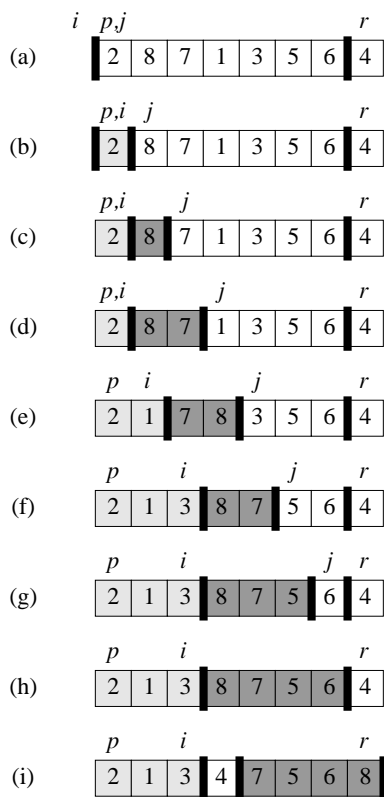 i p,j r
(a) 2 8 7 1 3 5 6 4
p,i j r
(b) 2 8 7 1 3 5 6 4
p,i j r
(c) 2 8 7 1 3 5 6 4
p,i j r
(d) 2 8 7 1 3 5 6 4
p i j r
(e) 2 1 7 8 3 5 6 4
p i j r
(f) 2 1 3 8 7 5 6 4
p i j r
(g) 2 1 3 8 7 5 6 4
p i r
(h) 2 1 3 8 7 5 6 4
p i r
(i) 2 1 3 4 7 5 6 8